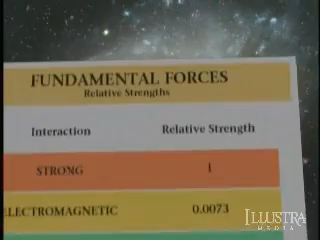 FUNDAMENTAL FORCES
Relative Strengths
Interaction Relative Strength
STRONG 1
ELECTROMAGNETIC 0.0073
ILLUSTRA
MEDIA